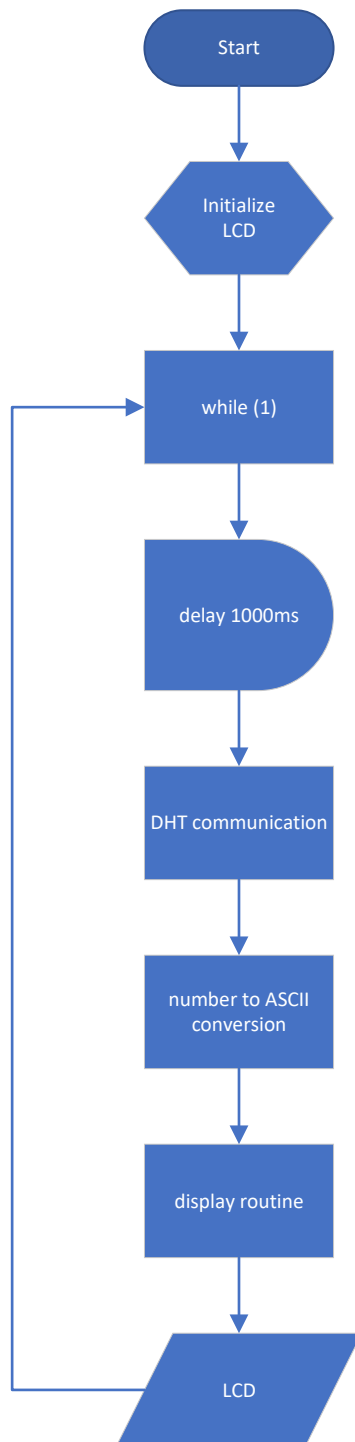 Start
Initialize
LCD
while (1)
delay 1000ms
DHT communication
number to ASCII
conversion
display routine
LCD